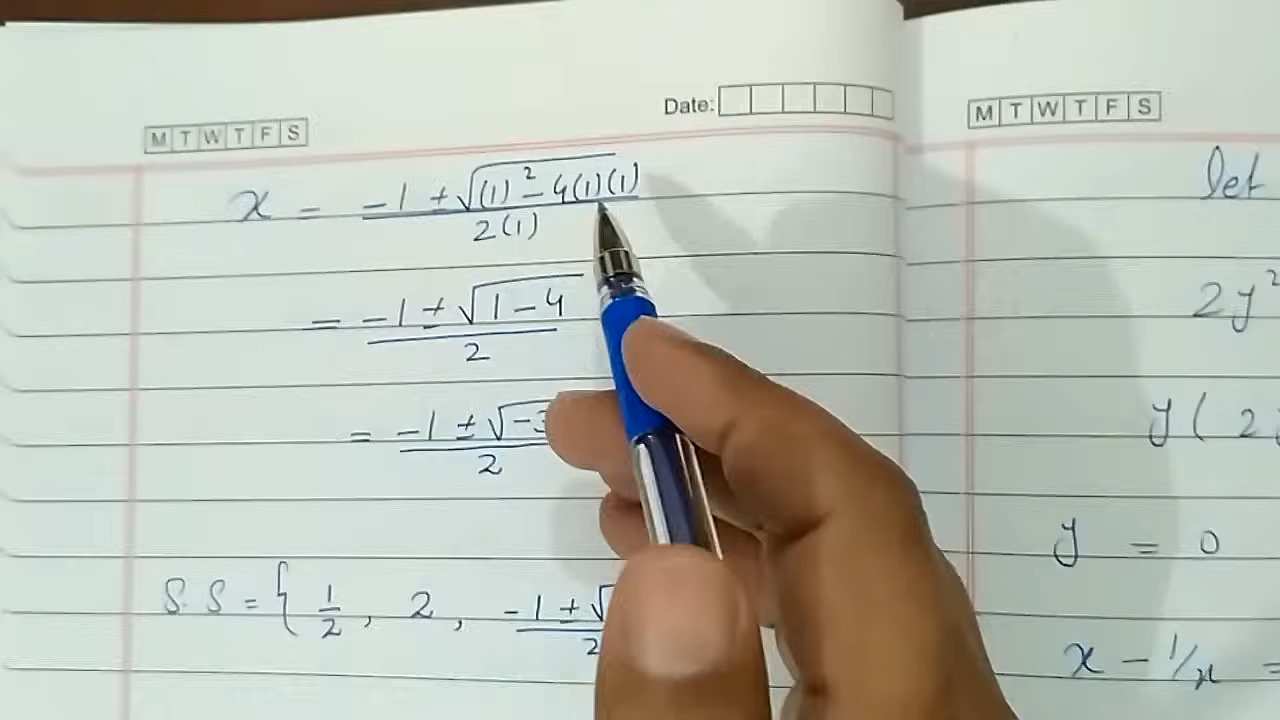 M T W T F S
Date:
x = -1 ± √(1)² - 4(1)(1)
2(1)
= -1 ± √1 - 4
2
= -1 ± √-3
2
S.S = { 1/2, 2, -1 ± √
2
M T W T F S
let
2y²
y ( 2
y = 0
x - 1/x =